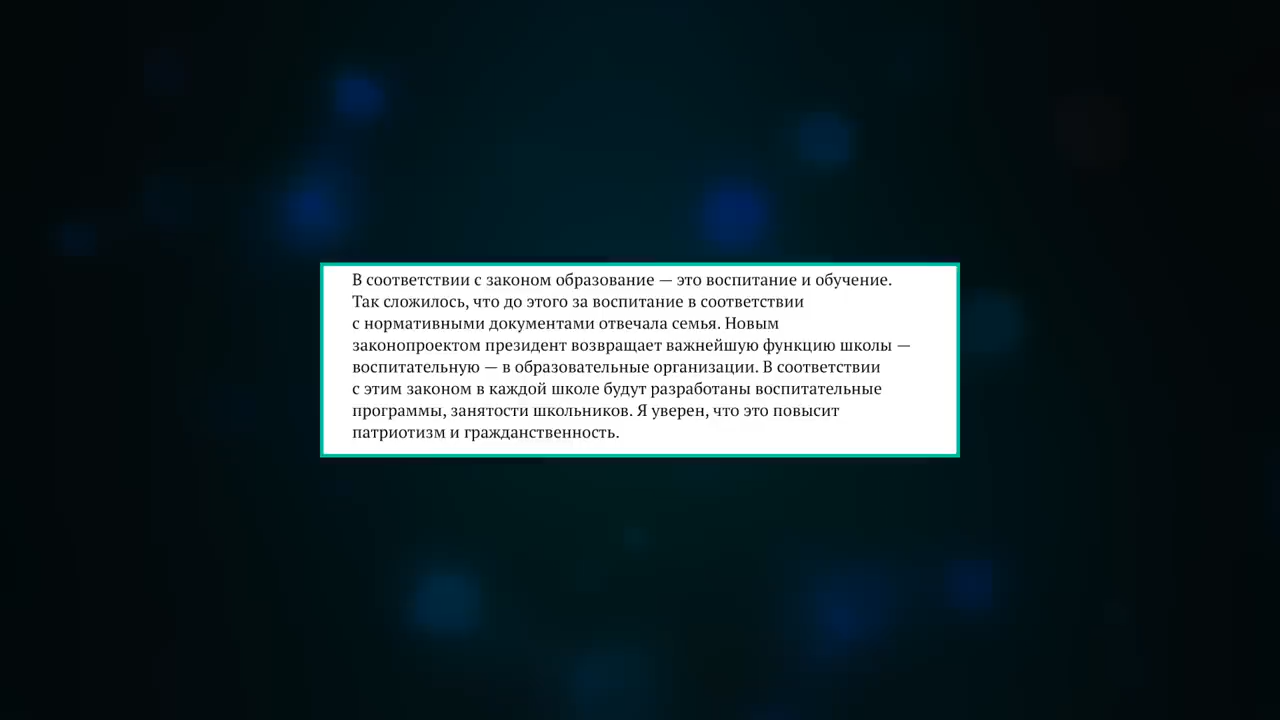 В соответствии с законом образование — это воспитание и обучение.
Так сложилось, что до этого за воспитание в соответствии
с нормативными документами отвечала семья. Новым
законопроектом президент возвращает важнейшую функцию школы —
воспитательную — в образовательные организации. В соответствии
с этим законом в каждой школе будут разработаны воспитательные
программы, занятости школьников. Я уверен, что это повысит
патриотизм и гражданственность.